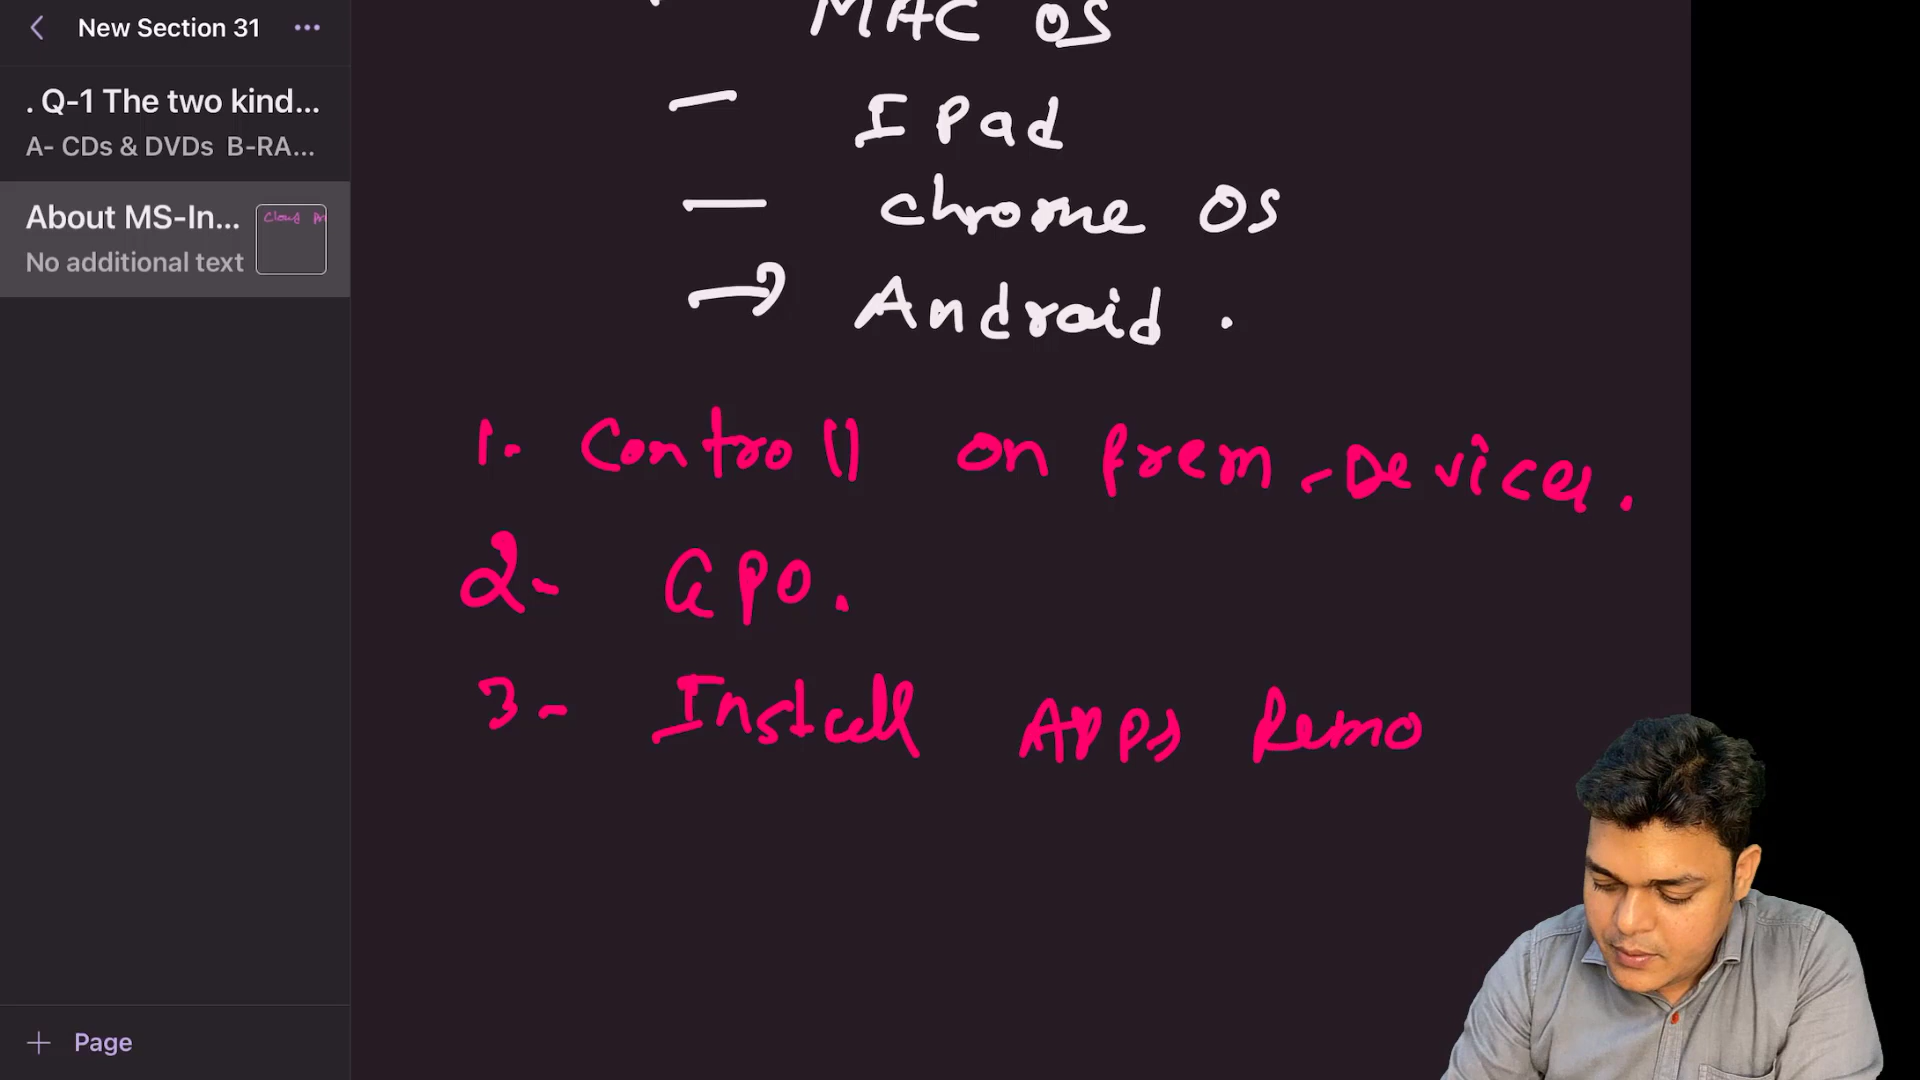 New Section 31 ...
. Q-1 The two kind...
A- CDs & DVDs B-RA...
About MS-In...
No additional text
Page
MAC OS
- IPad
- chrome OS
→ Android .
1- Controll on prem - Devices.
2- GPO.
3- Install Apps Remo